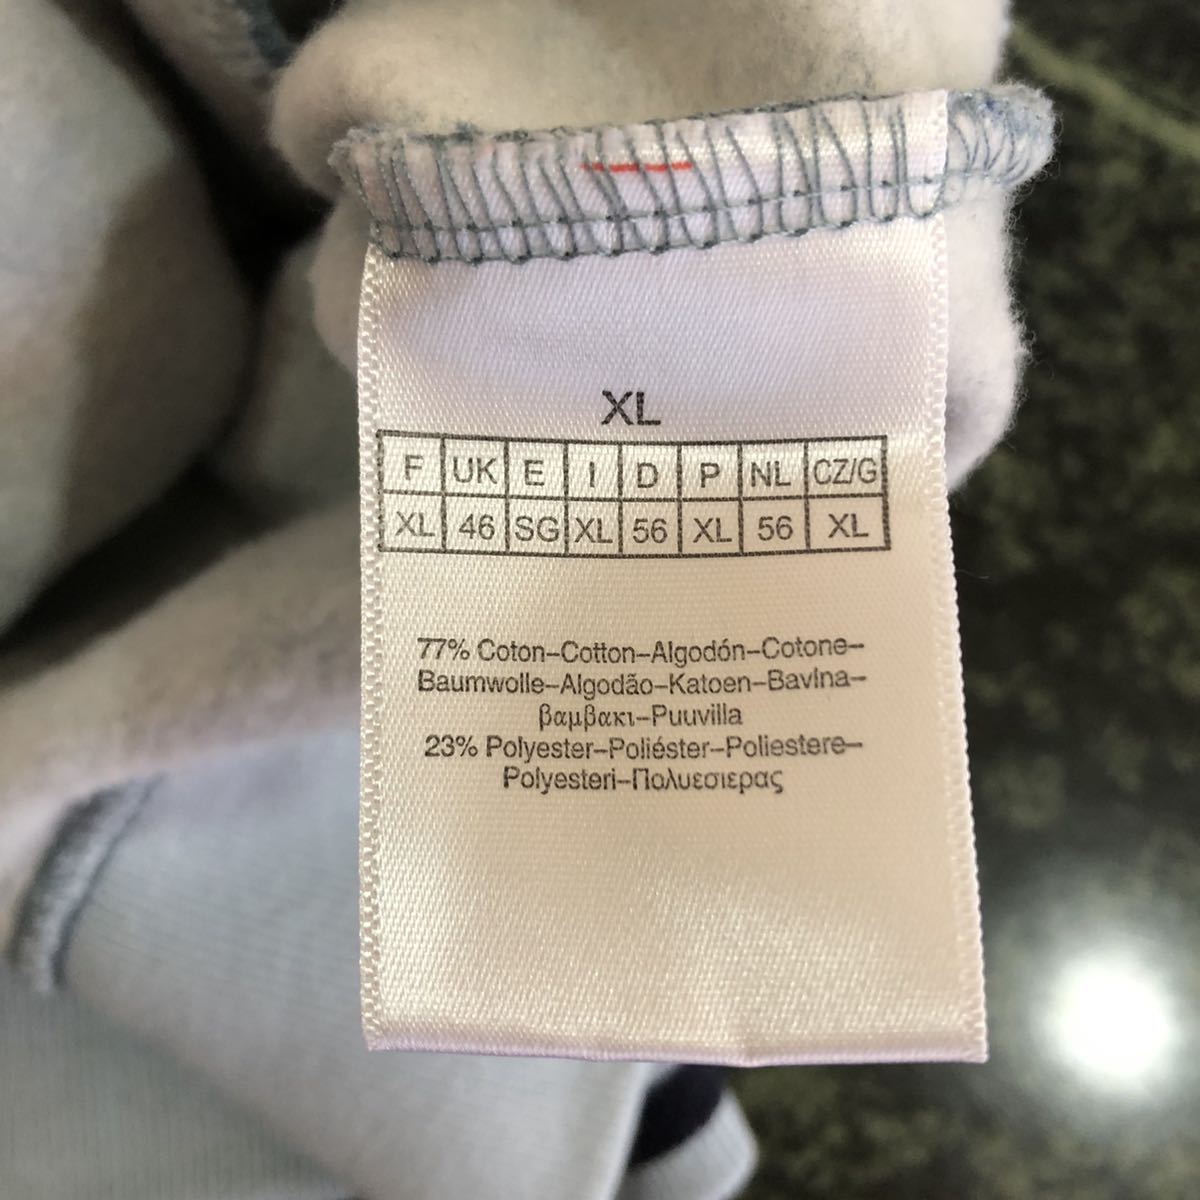 XL
F UK E I D P NL CZ/G
XL 46 SG XL 56 XL 56 XL
77% Coton-Cotton-Algodón-Cotone-
Baumwolle-Algodão-Katoen-Bavlna-
βαμβακι-Puuvilla
23% Polyester-Poliéster-Poliestere-
Polyesteri-Πολυεσιερας